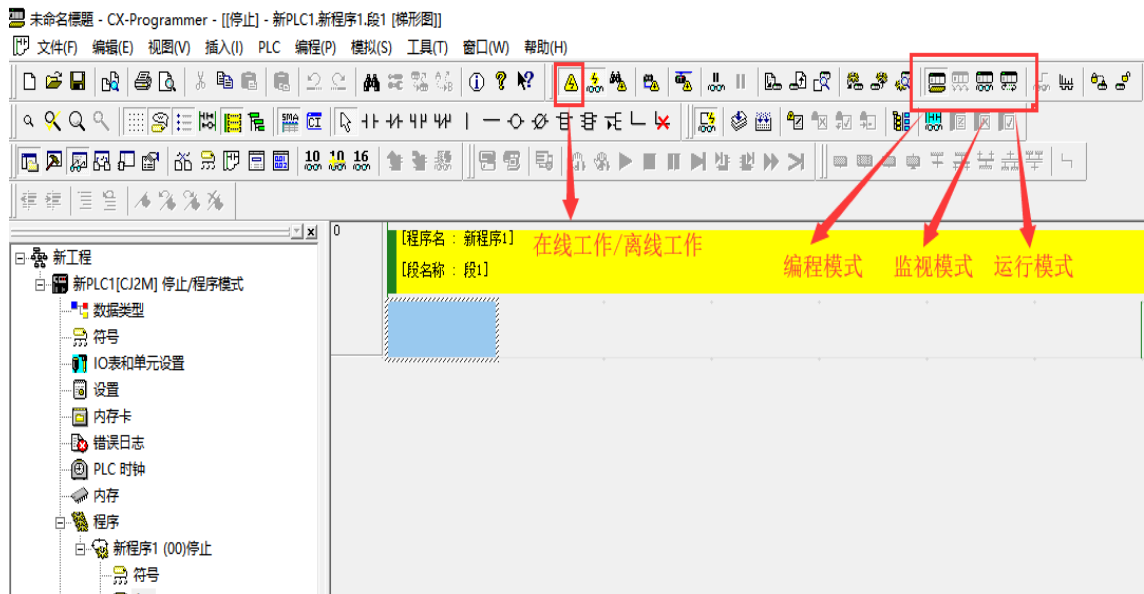 未命名標題 - CX-Programmer - [[停止] - 新PLC1.新程序1.段1 [梯形图]]
文件(F) 编辑(E) 视图(V) 插入(I) PLC 编程(P) 模拟(S) 工具(T) 窗口(W) 帮助(H)
10 10 16
新工程
新PLC1[CJ2M] 停止/程序模式
数据类型
符号
IO表和单元设置
设置
内存卡
错误日志
PLC 时钟
内存
程序
新程序1 (00)停止
符号
0
[程序名 : 新程序1]
[段名称 : 段1]
在线工作/离线工作
编程模式 监视模式 运行模式